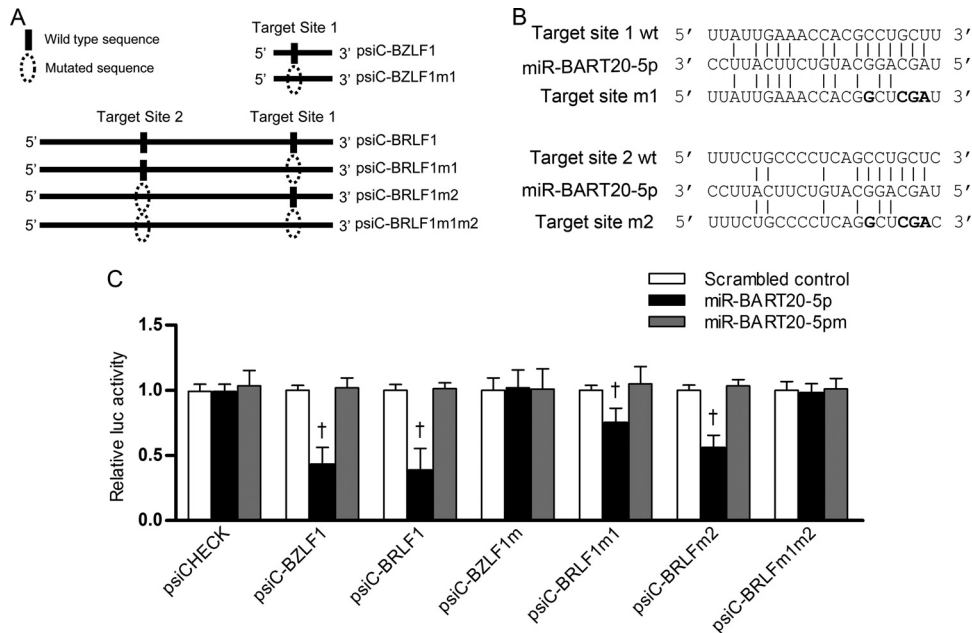 A
Wild type sequence
Mutated sequence
Target Site 1
5’ 3’ psiC-BZLF1
5’ 3’ psiC-BZLF1m1
Target Site 2 Target Site 1
5’ 3’ psiC-BRLF1
5’ 3’ psiC-BRLF1m1
5’ 3’ psiC-BRLF1m2
5’ 3’ psiC-BRLF1m1m2
B
Target site 1 wt 5’ UUAUUGAAACCACGCCUGCUU 3’
miR-BART20-5p 3’ CCUUACUUCUGUACGGACGAU 5’
Target site m1 5’ UUAUUGAAACCACGGCUCGAU 3’
Target site 2 wt 5’ UUUCUGCCCCUCAGCCUGCUC 3’
miR-BART20-5p 3’ CCUUACUUCUGUACGGACGAU 5’
Target site m2 5’ UUUCUGCCCCUCAGGCUCGAC 3’
C
Scrambled control
miR-BART20-5p
miR-BART20-5pm
Relative luc activity
1.5
1.0
0.5
0.0
† † † †
psiCHECK
psiC-BZLF1
psiC-BRLF1
psiC-BZLF1m
psiC-BRLF1m1
psiC-BRLFm2
psiC-BRLFm1m2